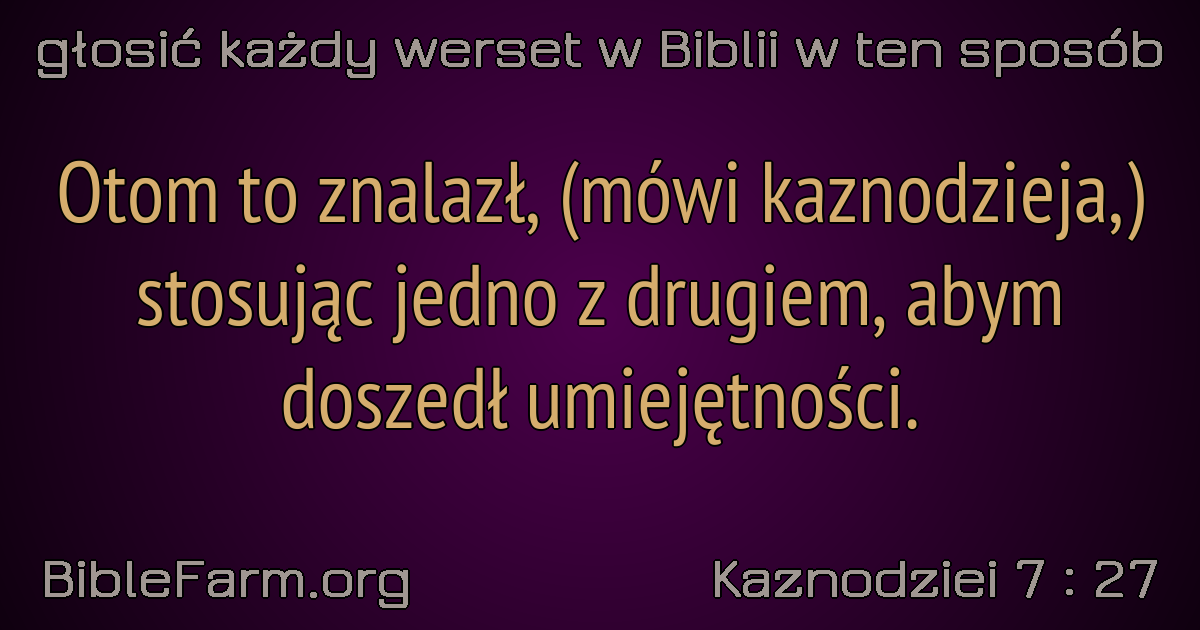 głosić każdy werset w Biblii w ten sposób
Otom to znalazł, (mówi kaznodzieja,)
stosując jedno z drugiem, abym
doszedł umiejętności.
BibleFarm.org
Kaznodziei 7 : 27